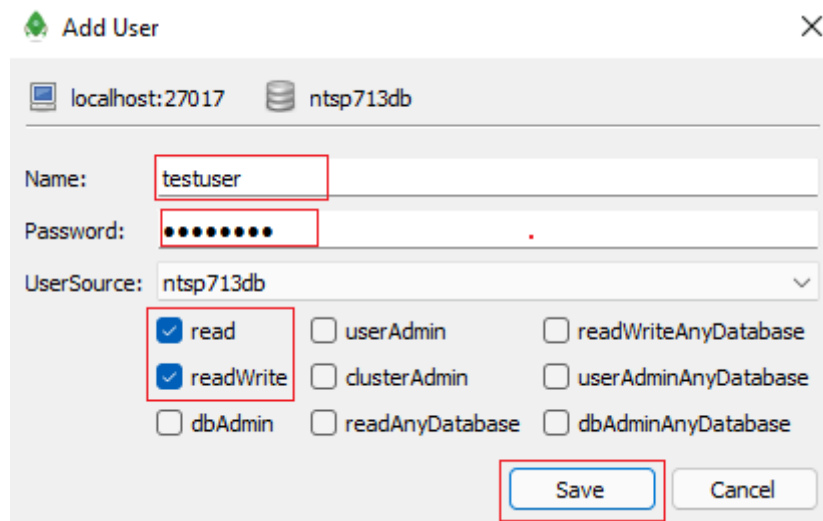 Add User
localhost:27017 ntsp713db
Name: testuser
Password: ••••••••
UserSource: ntsp713db
read userAdmin readWriteAnyDatabase
readWrite clusterAdmin userAdminAnyDatabase
dbAdmin readAnyDatabase dbAdminAnyDatabase
Save Cancel